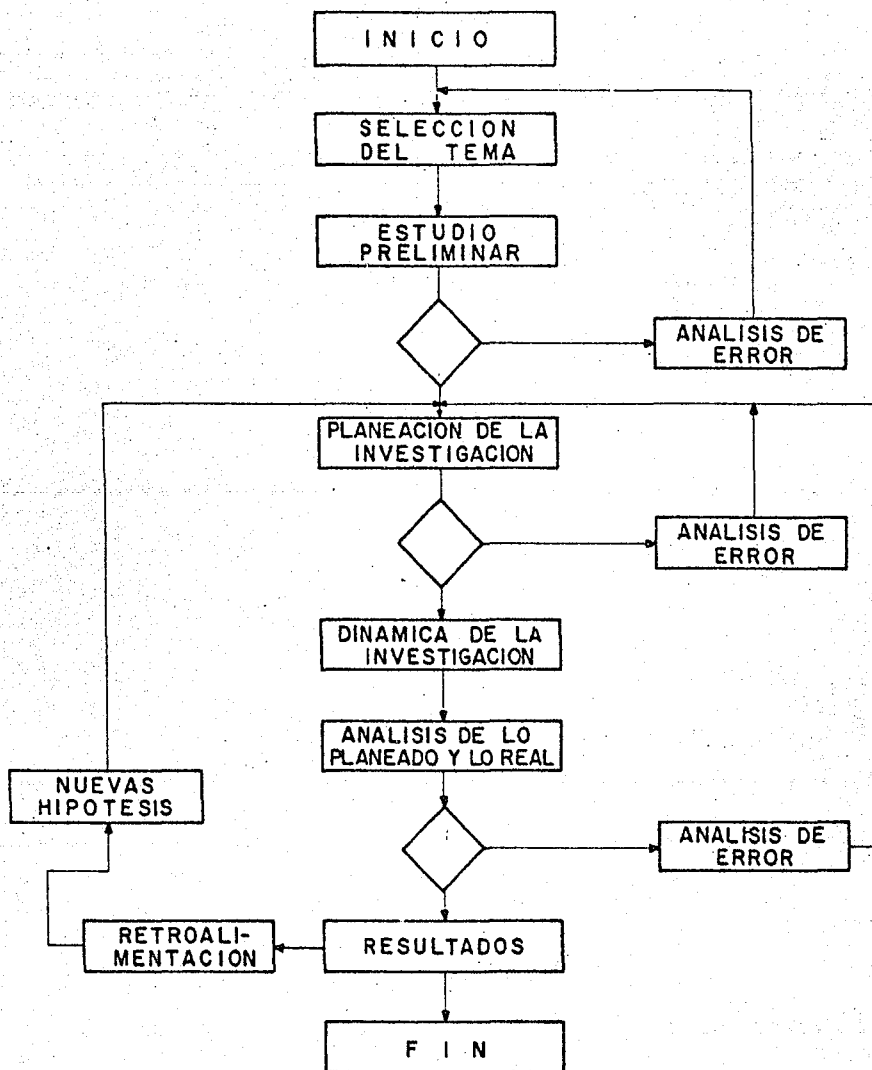 INICIO
SELECCION
DEL TEMA
ESTUDIO
PRELIMINAR
ANALISIS DE
ERROR
PLANEACION DE LA
INVESTIGACION
ANALISIS DE
ERROR
DINAMICA DE LA
INVESTIGACION
ANALISIS DE LO
PLANEADO Y LO REAL
NUEVAS
HIPOTESIS
ANALISIS DE
ERROR
RETROALI-
MENTACION
RESULTADOS
FIN